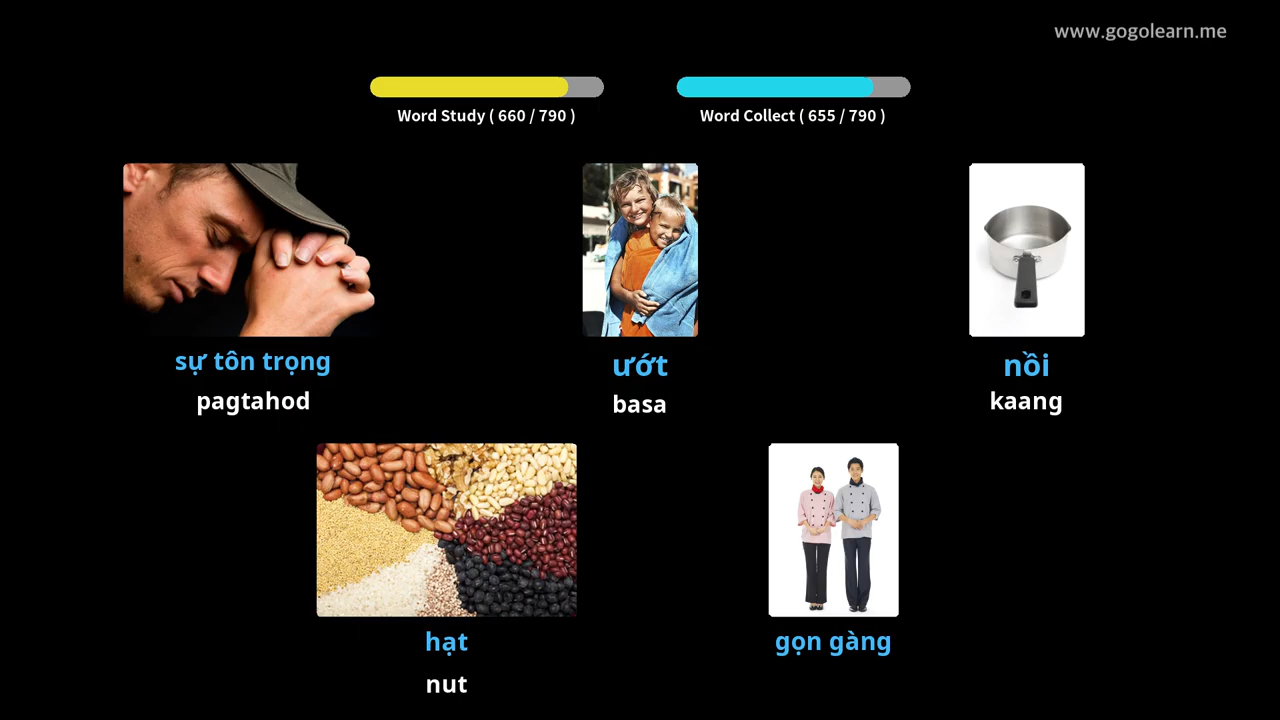 www.gogolearn.me
Word Study ( 660 / 790 )
Word Collect ( 655 / 790 )
sự tôn trọng
pagtahod
ướt
basa
nồi
kaang
hạt
nut
gọn gàng